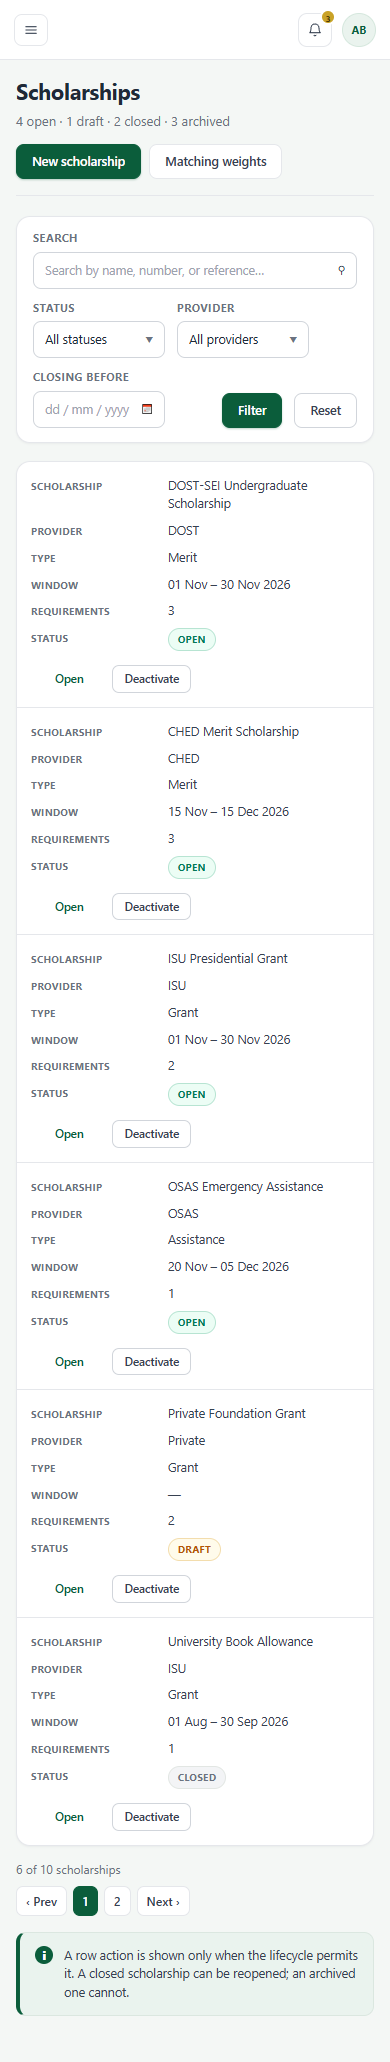 3
AB
Scholarships
4 open · 1 draft · 2 closed · 3 archived
New scholarship
Matching weights
SEARCH
Search by name, number, or reference...
STATUS
PROVIDER
All statuses
All providers
CLOSING BEFORE
dd / mm / yyyy
Filter
Reset
SCHOLARSHIP DOST-SEI Undergraduate
Scholarship
PROVIDER DOST
TYPE Merit
WINDOW 01 Nov – 30 Nov 2026
REQUIREMENTS 3
STATUS OPEN
Open Deactivate
SCHOLARSHIP CHED Merit Scholarship
PROVIDER CHED
TYPE Merit
WINDOW 15 Nov – 15 Dec 2026
REQUIREMENTS 3
STATUS OPEN
Open Deactivate
SCHOLARSHIP ISU Presidential Grant
PROVIDER ISU
TYPE Grant
WINDOW 01 Nov – 30 Nov 2026
REQUIREMENTS 2
STATUS OPEN
Open Deactivate
SCHOLARSHIP OSAS Emergency Assistance
PROVIDER OSAS
TYPE Assistance
WINDOW 20 Nov – 05 Dec 2026
REQUIREMENTS 1
STATUS OPEN
Open Deactivate
SCHOLARSHIP Private Foundation Grant
PROVIDER Private
TYPE Grant
WINDOW —
REQUIREMENTS 2
STATUS DRAFT
Open Deactivate
SCHOLARSHIP University Book Allowance
PROVIDER ISU
TYPE Grant
WINDOW 01 Aug – 30 Sep 2026
REQUIREMENTS 1
STATUS CLOSED
Open Deactivate
6 of 10 scholarships
‹ Prev 1 2 Next ›
A row action is shown only when the lifecycle permits
it. A closed scholarship can be reopened; an archived
one cannot.